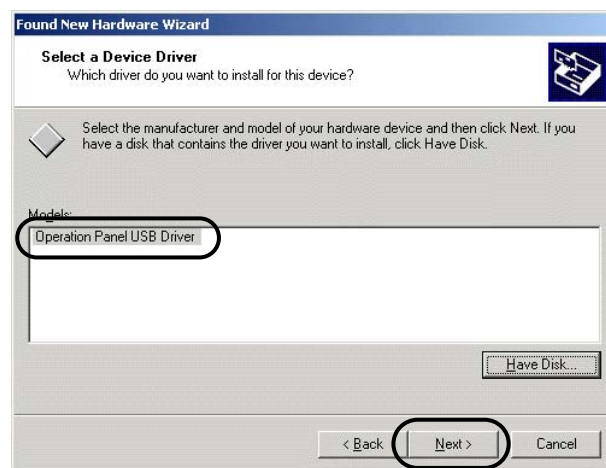 Found New Hardware Wizard
Select a Device Driver
Which driver do you want to install for this device?
Select the manufacturer and model of your hardware device and then click Next. If you
have a disk that contains the driver you want to install, click Have Disk.
Models:
Operation Panel USB Driver
Have Disk...
< Back
Next >
Cancel